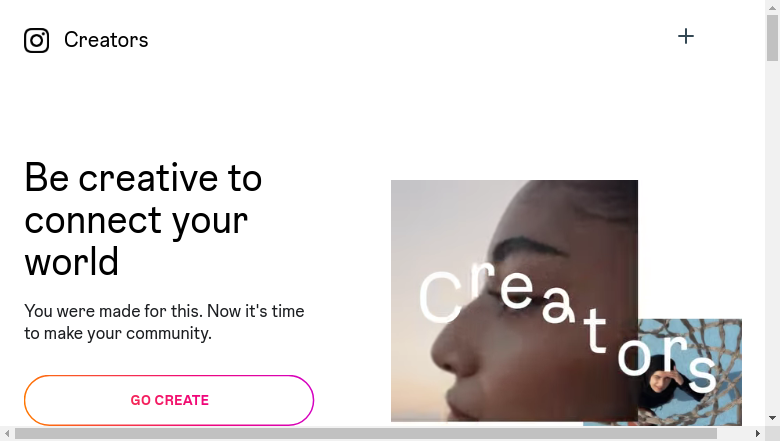 Creators
Be creative to
connect your
world
You were made for this. Now it's time
to make your community.
GO CREATE
Creators